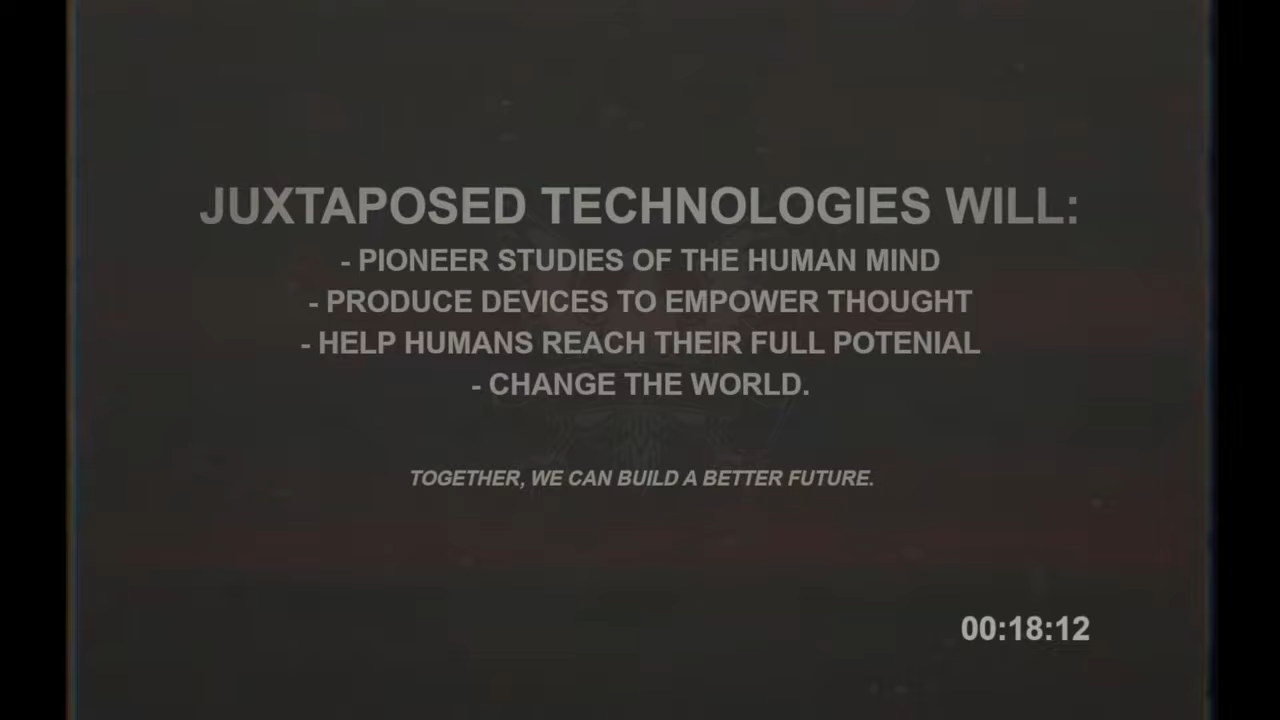 JUXTAPOSED TECHNOLOGIES WILL:
- PIONEER STUDIES OF THE HUMAN MIND
- PRODUCE DEVICES TO EMPOWER THOUGHT
- HELP HUMANS REACH THEIR FULL POTENIAL
- CHANGE THE WORLD.
TOGETHER, WE CAN BUILD A BETTER FUTURE.
00:18:12